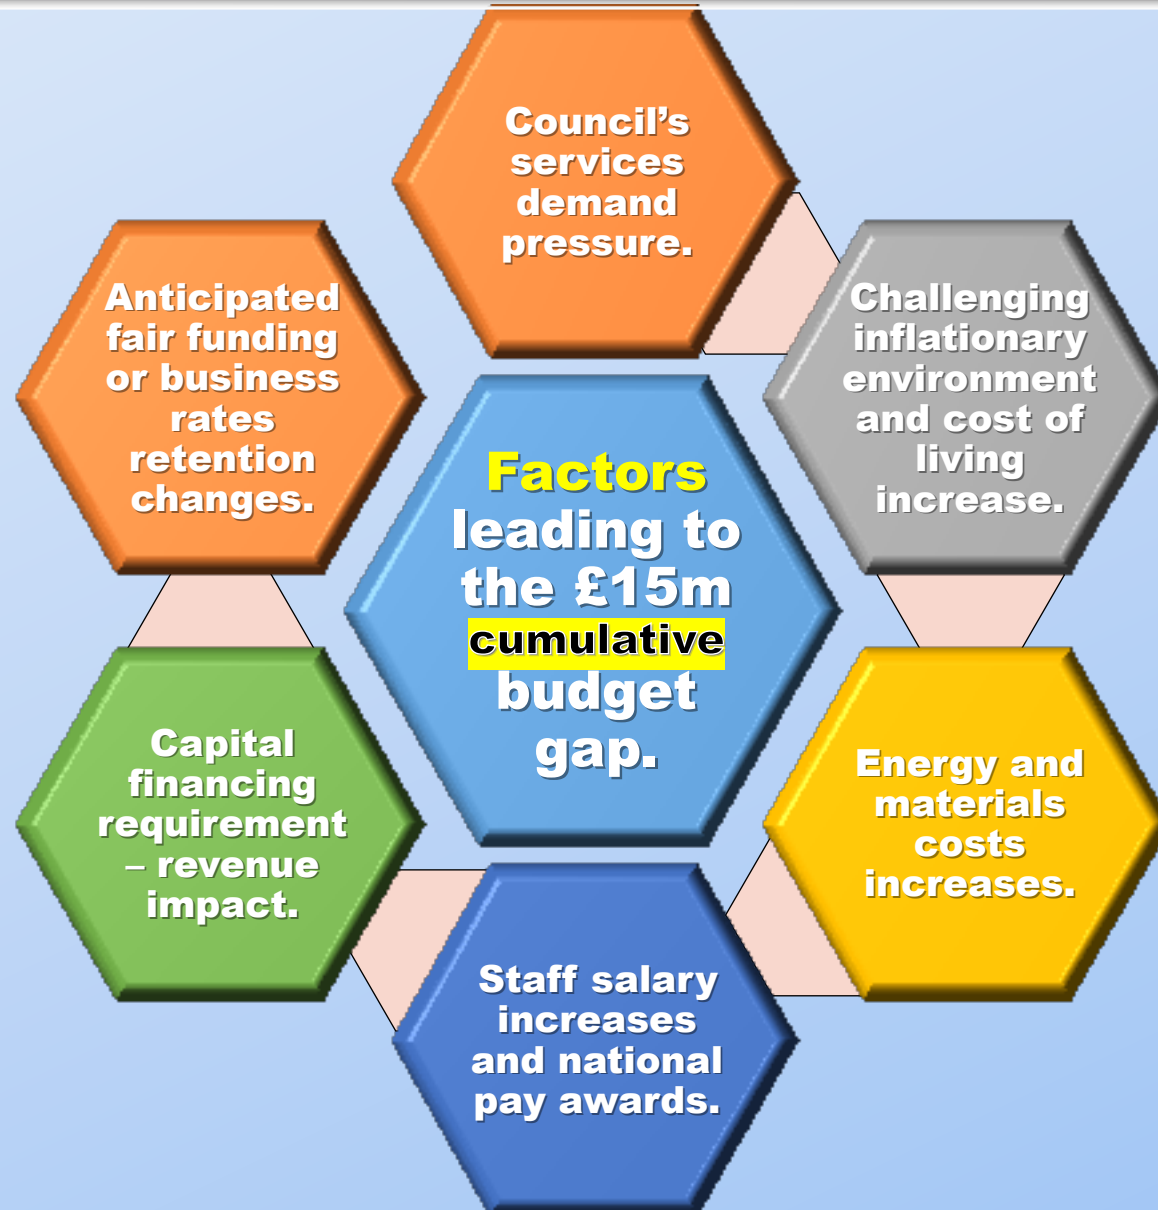 Council’s
services
demand
pressure.
Challenging
inflationary
environment
and cost of
living
increase.
Energy and
materials
costs
increases.
Staff salary
increases
and national
pay awards.
Capital
financing
requirement
– revenue
impact.
Anticipated
fair funding
or business
rates
retention
changes.
Factors
leading to
the £15m
cumulative
budget
gap.